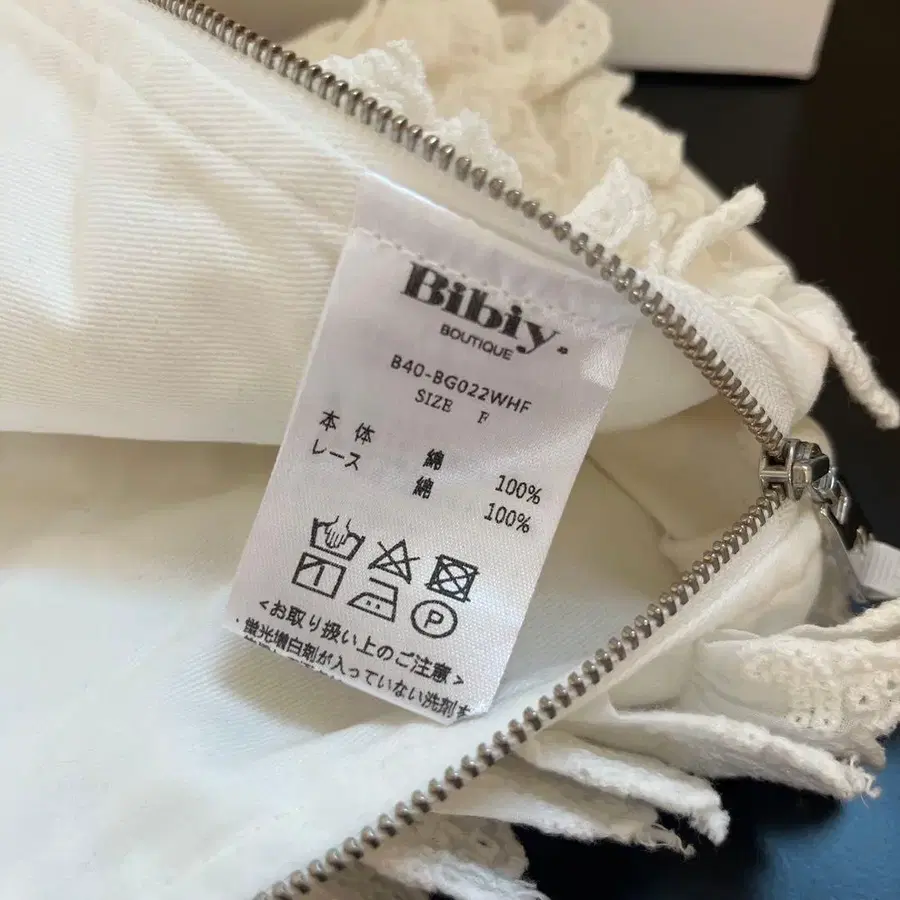 Bibiy.
BOUTIQUE
B40-BG022WHF
SIZE F
本体 綿 100%
レース 綿 100%
P
<お取り扱い上のご注意>
・蛍光増白剤が入っていない洗剤を